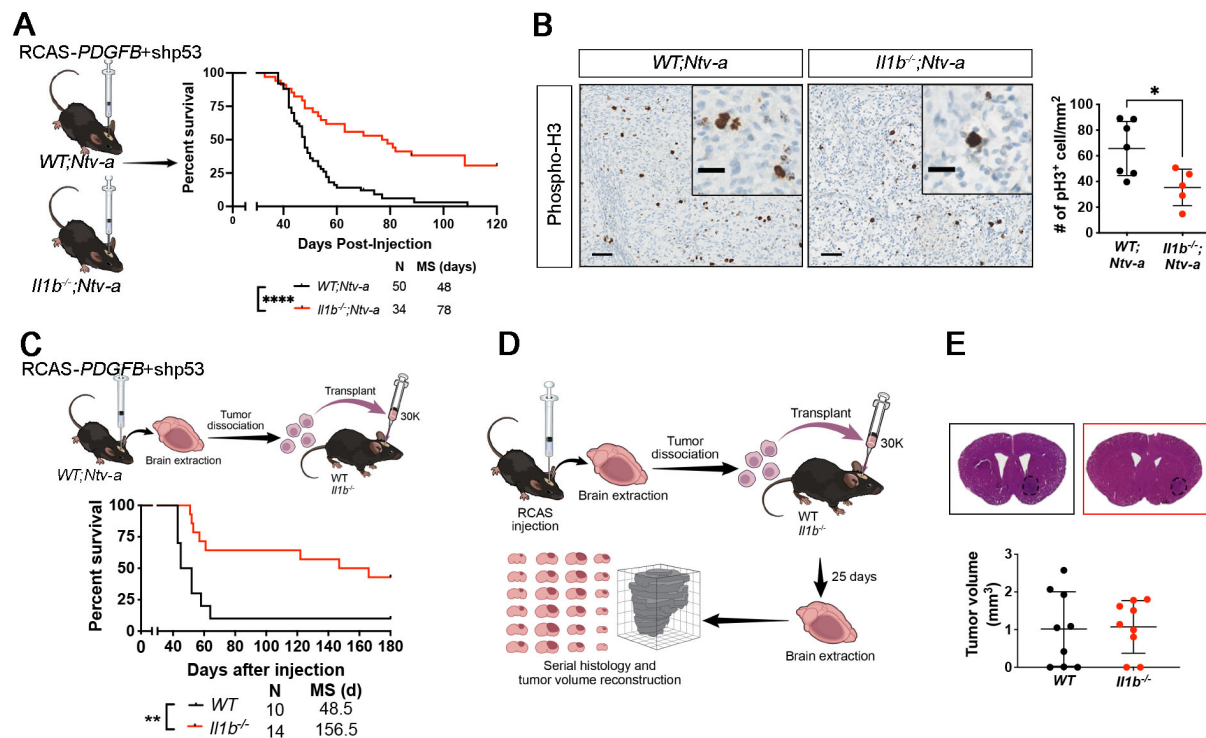 A
RCAS-PDGFB+shp53
WT;Ntv-a
Il1b-/-;Ntv-a
Percent survival
100
75
50
25
0
0
40
60
80
100
120
Days Post-Injection
N MS (days)
**** WT;Ntv-a 50 48
Il1b-/-;Ntv-a 34 78
B
WT;Ntv-a
Il1b-/-;Ntv-a
Phospho-H3
# of pH3+ cell/mm2
100
80
60
40
20
0
*
WT;
Ntv-a
Il1b-/-;
Ntv-a
C
RCAS-PDGFB+shp53
WT;Ntv-a
Brain extraction
Tumor
dissociation
Transplant
30K
WT
Il1b-/-
Percent survival
100
75
50
25
0
0
40
60
80
100
120
140
160
180
Days after injection
N MS (d)
** WT 10 48.5
Il1b-/- 14 156.5
D
RCAS
injection
Brain extraction
Tumor
dissociation
Transplant
30K
WT
Il1b-/-
25 days
Brain extraction
Serial histology and
tumor volume reconstruction
E
Tumor volume
(mm3)
3
2
1
0
WT
Il1b-/-